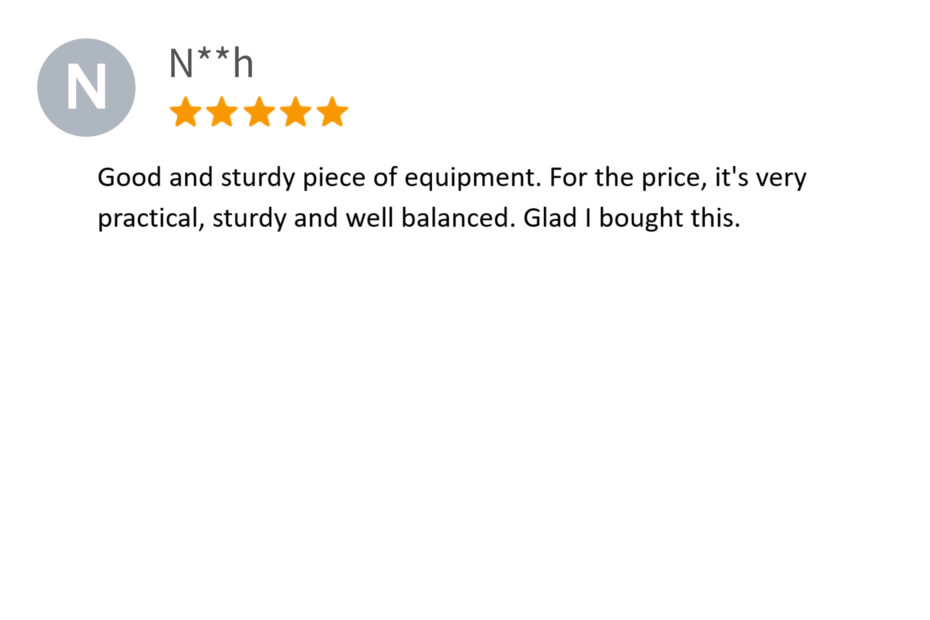 N
N**h
Good and sturdy piece of equipment. For the price, it's very
practical, sturdy and well balanced. Glad I bought this.